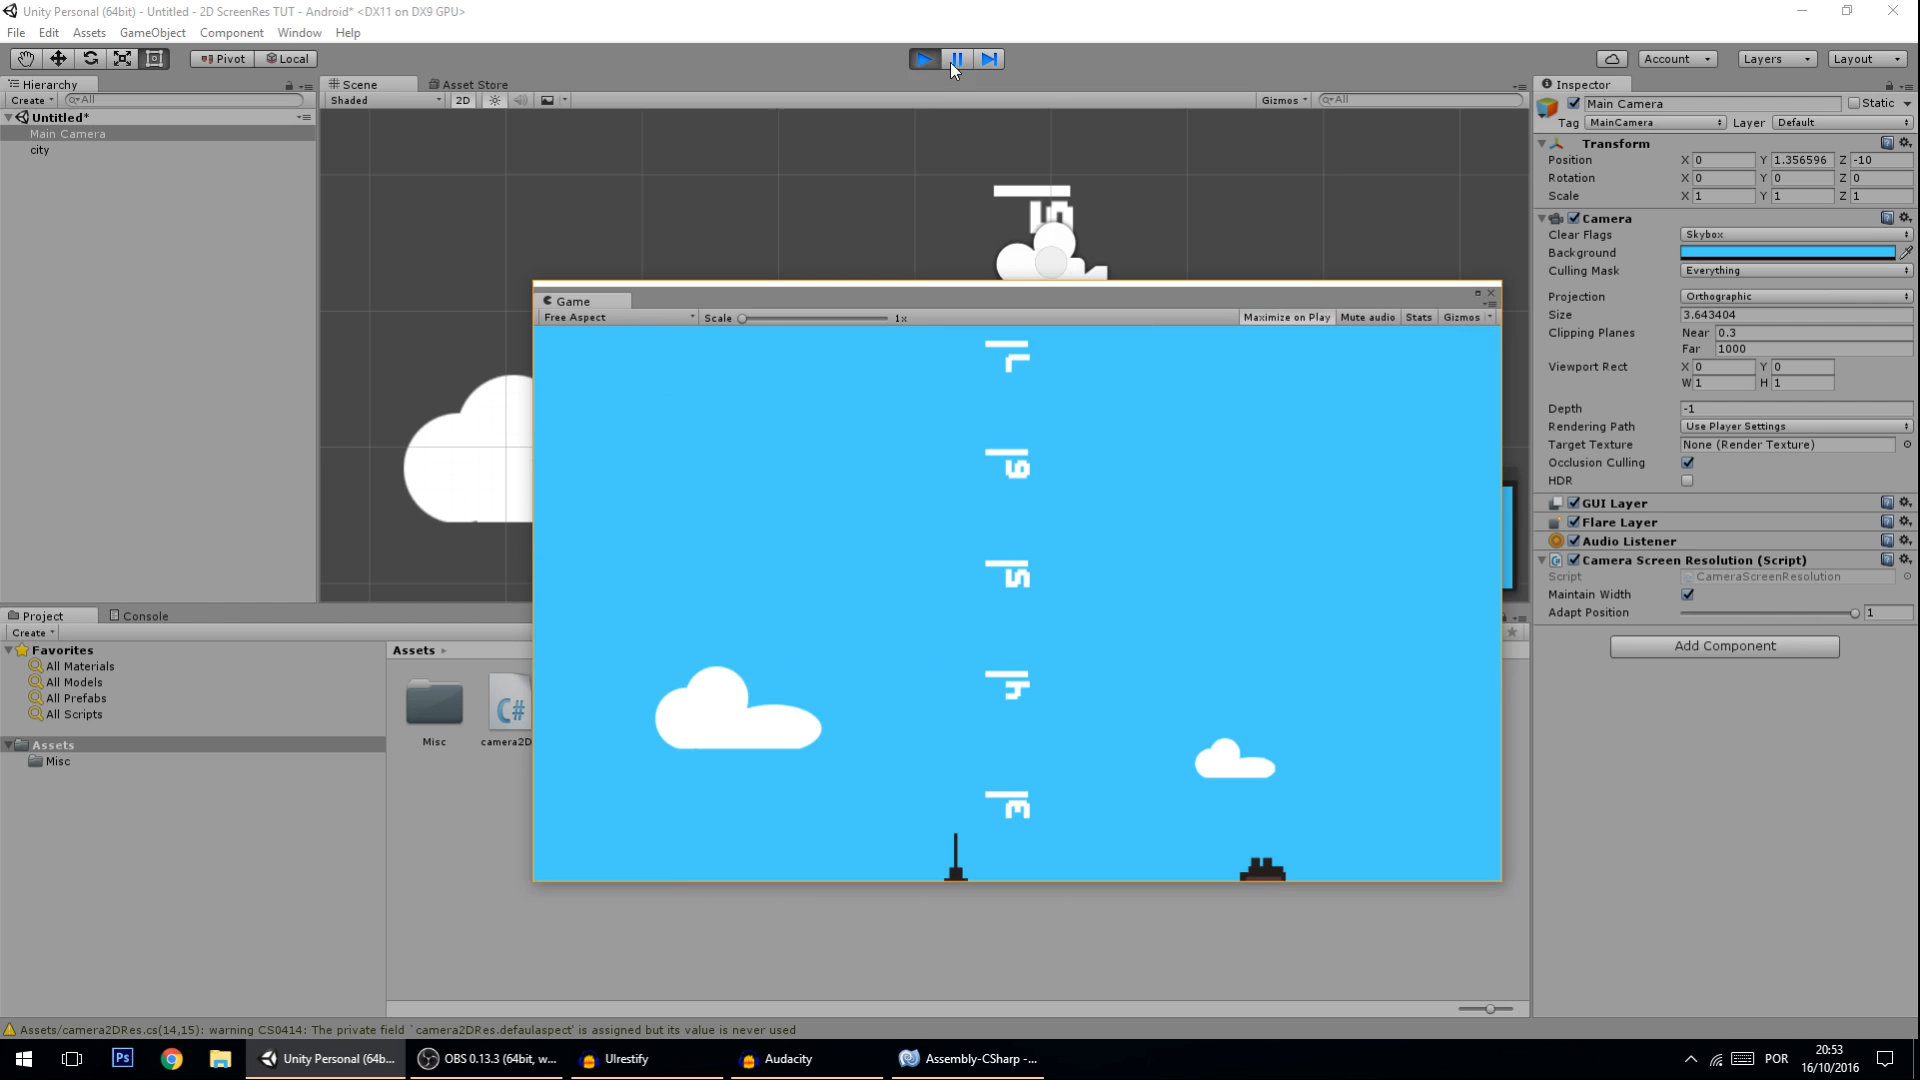 Unity Personal (64bit) - Untitled - 2D ScreenRes TUT - Android* <DX11 on DX9 GPU>
File Edit Assets GameObject Component Window Help
Pivot Local
Account Layers Layout
Hierarchy
Create All
Untitled*
Main Camera
city
Scene Asset Store
Shaded 2D Gizmos All
Game
Free Aspect Scale 1x Maximize on Play Mute audio Stats Gizmos
7
6
5
4
3
Inspector
Main Camera Static
Tag MainCamera Layer Default
Transform
Position X 0 Y 1.356596 Z -10
Rotation X 0 Y 0 Z 0
Scale X 1 Y 1 Z 1
Camera
Clear Flags Skybox
Background
Culling Mask Everything
Projection Orthographic
Size 3.643404
Clipping Planes Near 0.3
Far 1000
Viewport Rect X 0 Y 0
W 1 H 1
Depth -1
Rendering Path Use Player Settings
Target Texture None (Render Texture)
Occlusion Culling
HDR
GUI Layer
Flare Layer
Audio Listener
Camera Screen Resolution (Script)
Script CameraScreenResolution
Maintain Width
Adapt Position 1
Add Component
Project Console
Create
Favorites
All Materials
All Models
All Prefabs
All Scripts
Assets
Misc
Assets
Misc camera2D
C#
Assets/camera2DRes.cs(14,15): warning CS0414: The private field `camera2DRes.defaulaspect' is assigned but its value is never used
Ps Unity Personal (64b... OBS 0.13.3 (64bit, w... UIrestify Audacity Assembly-CSharp -... POR
20:53
16/10/2016